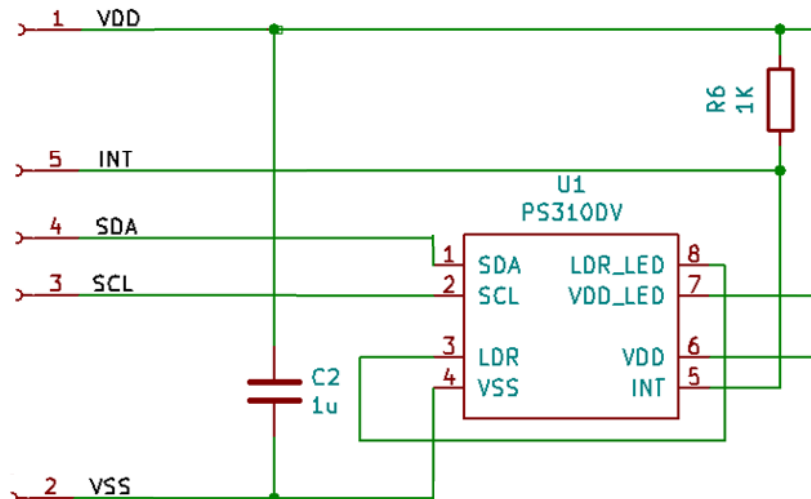 1 VDD
R6
1K
5 INT
U1
PS310DV
4 SDA
1 SDA LDR_LED 8
3 SCL
2 SCL VDD_LED 7
3 LDR VDD 6
4 VSS INT 5
C2
1u
2 VSS